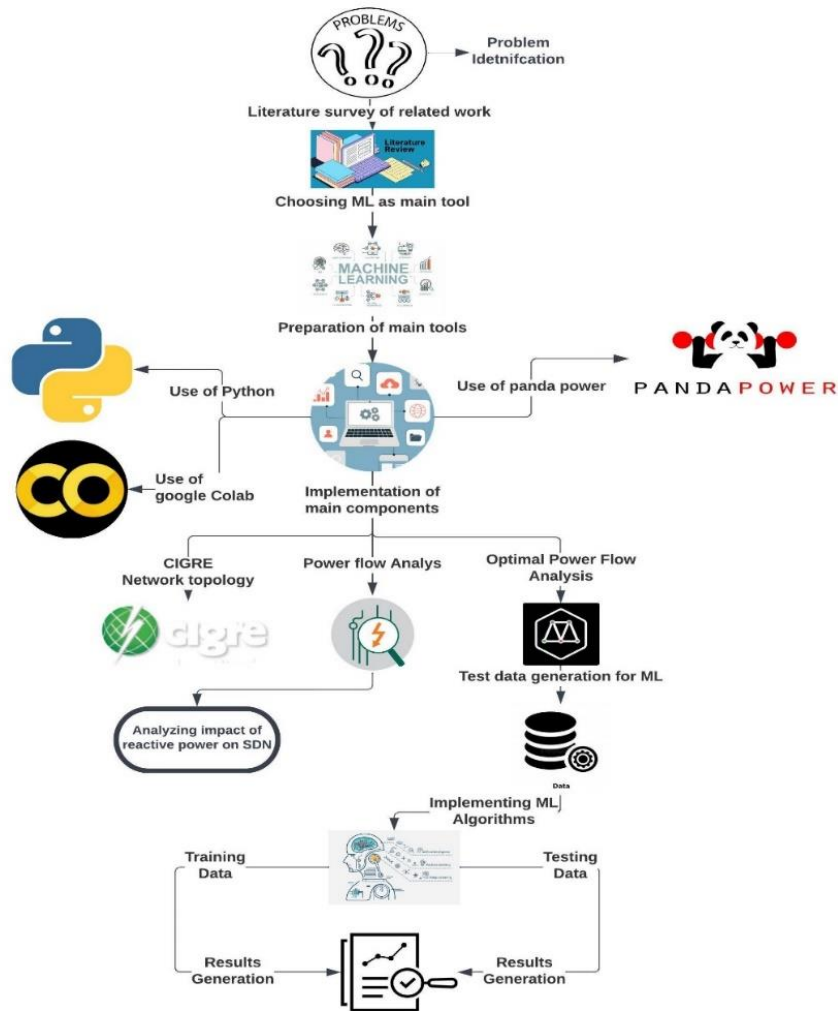 PROBLEMS
Problem
Idetnifcation
Literature survey of related work
Literature
Review
Choosing ML as main tool
MACHINE
LEARNING
Preparation of main tools
Use of Python
Use of panda power
PANDAPOWER
CO
Use of
google Colab
Implementation of
main components
CIGRE
Network topology
Power flow Analys
Optimal Power Flow
Analysis
cigre
Test data generation for ML
Analyzing impact of
reactive power on SDN
Data
Implementing ML
Algorithms
Training
Data
Testing
Data
Results
Generation
Results
Generation